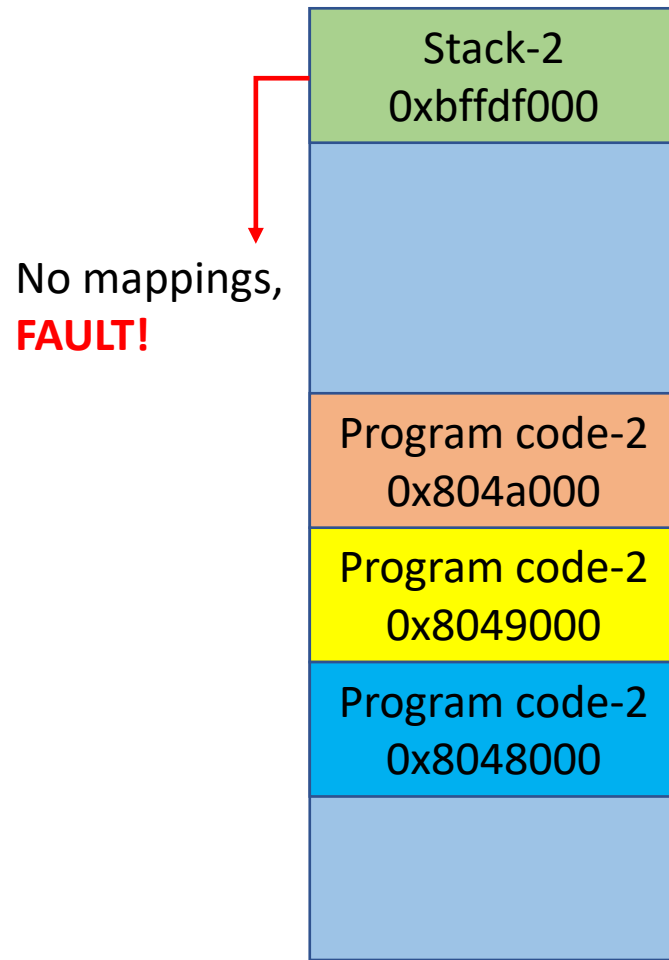 Stack-2
0xbffdf000
No mappings,
FAULT!
Program code-2
0x804a000
Program code-2
0x8049000
Program code-2
0x8048000